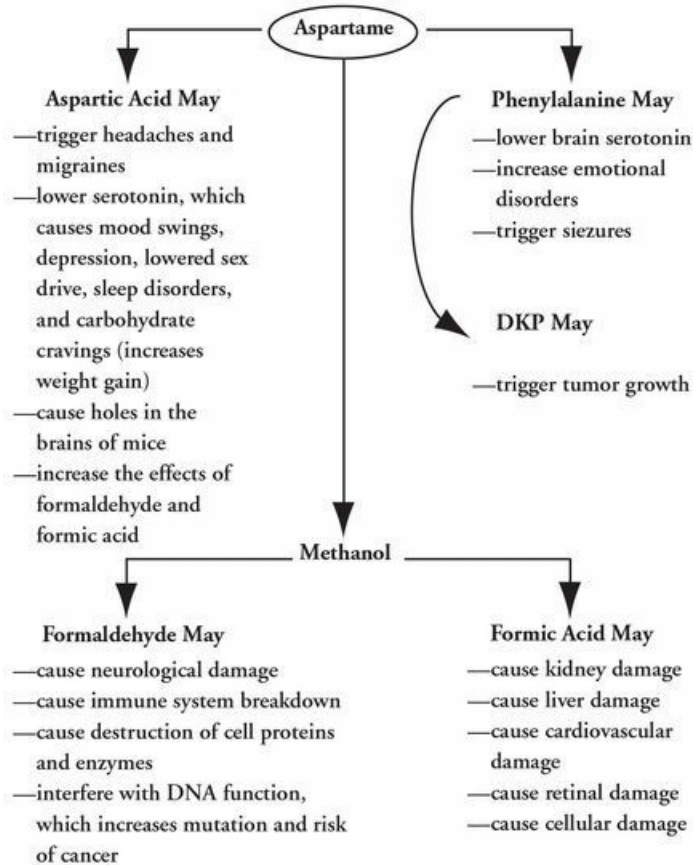 Aspartame
Aspartic Acid May
—trigger headaches and
migraines
—lower serotonin, which
causes mood swings,
depression, lowered sex
drive, sleep disorders,
and carbohydrate
cravings (increases
weight gain)
—cause holes in the
brains of mice
—increase the effects of
formaldehyde and
formic acid
Phenylalanine May
—lower brain serotonin
—increase emotional
disorders
—trigger siezures
DKP May
—trigger tumor growth
Methanol
Formaldehyde May
—cause neurological damage
—cause immune system breakdown
—cause destruction of cell proteins
and enzymes
—interfere with DNA function,
which increases mutation and risk
of cancer
Formic Acid May
—cause kidney damage
—cause liver damage
—cause cardiovascular
damage
—cause retinal damage
—cause cellular damage